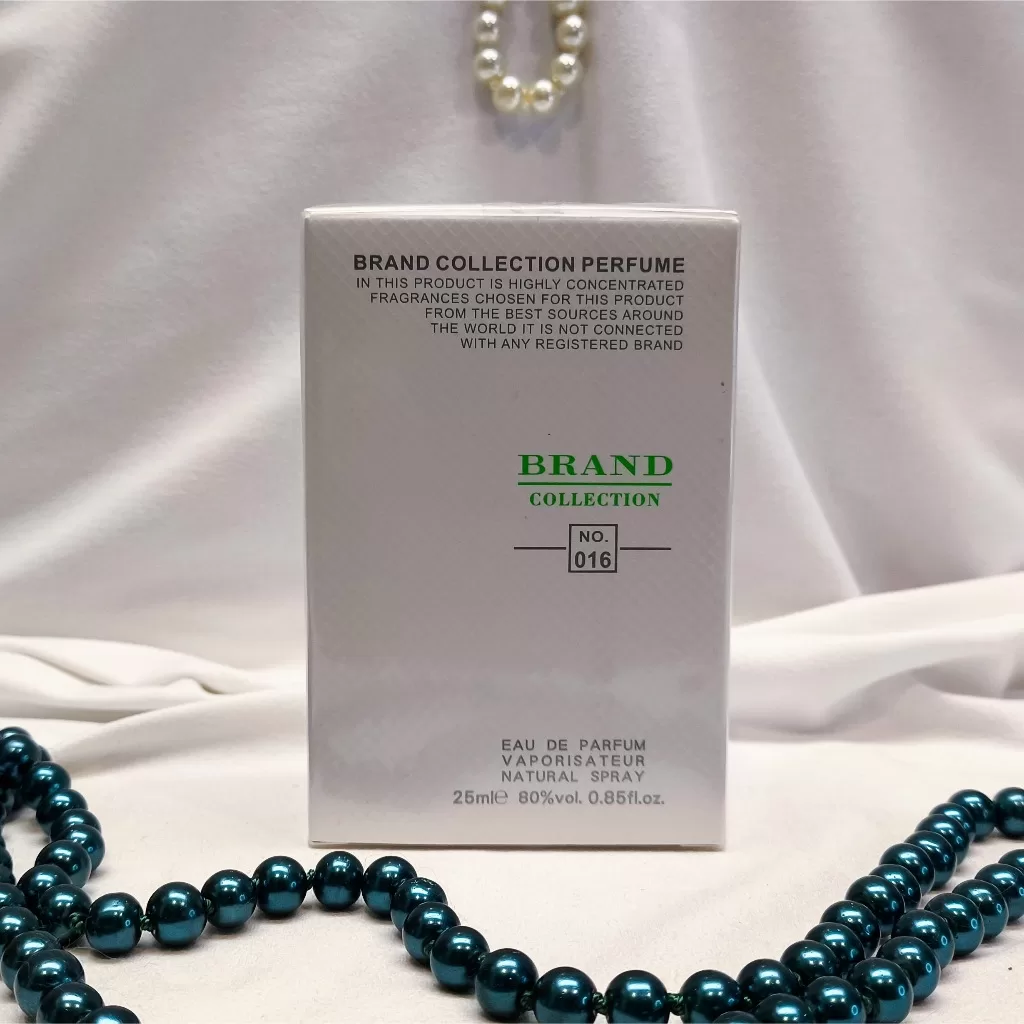 BRAND COLLECTION PERFUME
IN THIS PRODUCT IS HIGHLY CONCENTRATED
FRAGRANCES CHOSEN FOR THIS PRODUCT
FROM THE BEST SOURCES AROUND
THE WORLD IT IS NOT CONNECTED
WITH ANY REGISTERED BRAND
BRAND
COLLECTION
NO.
016
EAU DE PARFUM
VAPORISATEUR
NATURAL SPRAY
25ml℮ 80%vol. 0.85fl.oz.